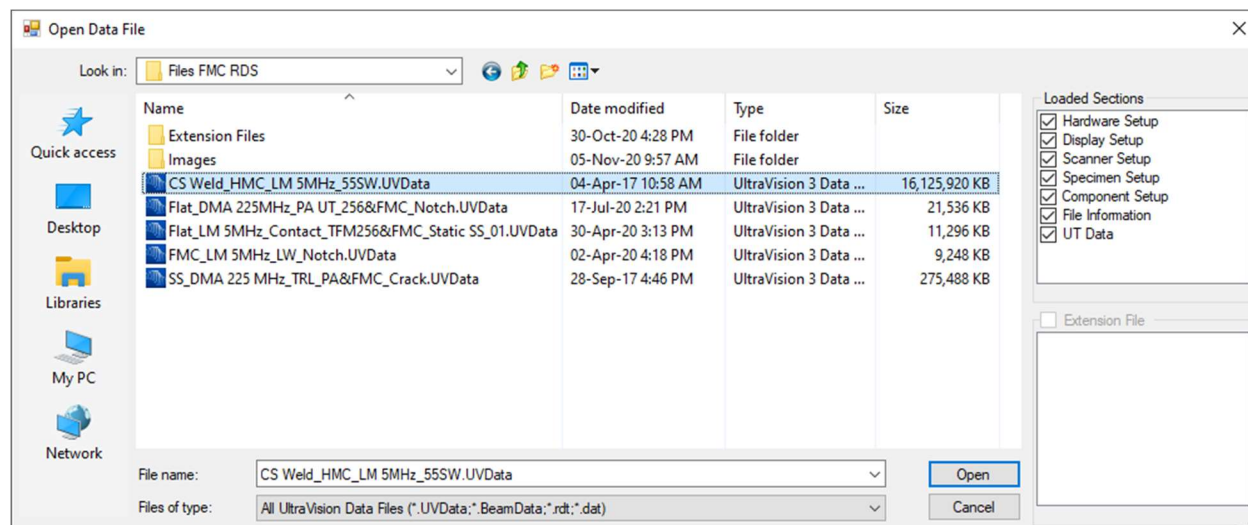 Open Data File
Look in: Files FMC RDS
Quick access
Desktop
Libraries
My PC
Network
Name Date modified Type Size
Extension Files 30-Oct-20 4:28 PM File folder
Images 05-Nov-20 9:57 AM File folder
CS Weld_HMC_LM 5MHz_55SW.UVData 04-Apr-17 10:58 AM UltraVision 3 Data ... 16,125,920 KB
Flat_DMA 225MHz_PA UT_256&FMC_Notch.UVData 17-Jul-20 2:21 PM UltraVision 3 Data ... 21,536 KB
Flat_LM 5MHz_Contact_TFM256&FMC_Static SS_01.UVData 30-Apr-20 3:13 PM UltraVision 3 Data ... 11,296 KB
FMC_LM 5MHz_LW_Notch.UVData 02-Apr-20 4:18 PM UltraVision 3 Data ... 9,248 KB
SS_DMA 225 MHz_TRL_PA&FMC_Crack.UVData 28-Sep-17 4:46 PM UltraVision 3 Data ... 275,488 KB
File name: CS Weld_HMC_LM 5MHz_55SW.UVData Open
Files of type: All UltraVision Data Files (*.UVData;*.BeamData;*.rdt;*.dat) Cancel
Loaded Sections
Hardware Setup
Display Setup
Scanner Setup
Specimen Setup
Component Setup
File Information
UT Data
Extension File